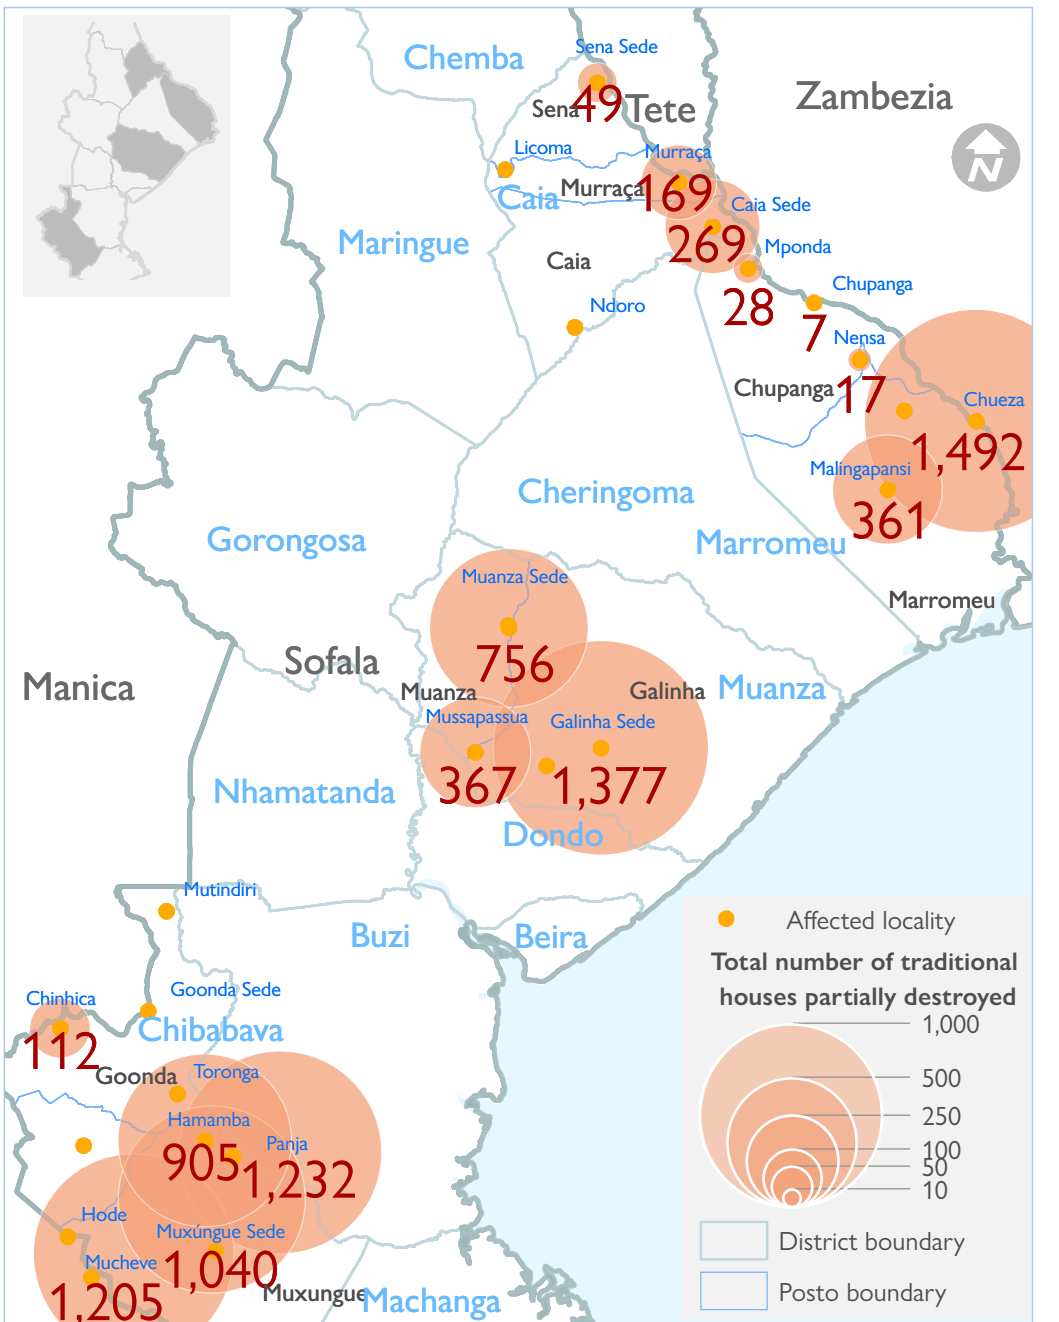 Sena Sede
Chemba
Zambezia
Sena
49
Tete
Licoma
Murraça
N
Murraça
169
Caia
Caia Sede
Maringue
269
Mponda
Caia
Chupanga
28
Ndoro
7
Nensa
Chupanga
17
Chueza
1,492
Malingapansi
Cheringoma
361
Gorongosa
Marromeu
Muanza Sede
Marromeu
Sofala
756
Manica
Muanza
Galinha
Muanza
Mussapassua
Galinha Sede
367
1,377
Nhamatanda
Dondo
Mutindiri
Affected locality
Buzi
Beira
Total number of traditional
houses partially destroyed
Goonda Sede
Chinhica
1,000
Chibabava
112
Toronga
Goonda
500
Hamamba
250
Panja
905
100
1,232
50
10
Hode
Muxúngue Sede
District boundary
Mucheve
1,040
Muxungue
Posto boundary
1,205
Machanga